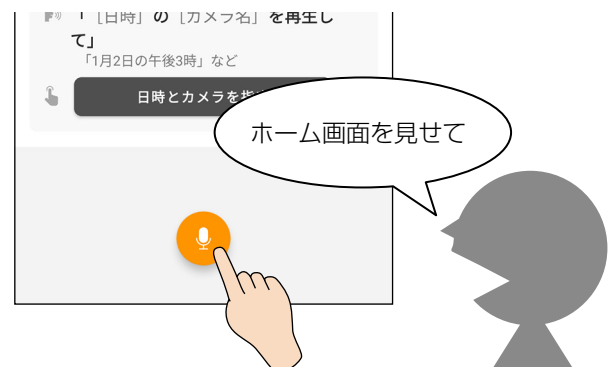 「［日時］の［カメラ名］を再生し
て」
「1月2日の午後3時」など
日時とカメラを
ホーム画面を見せて